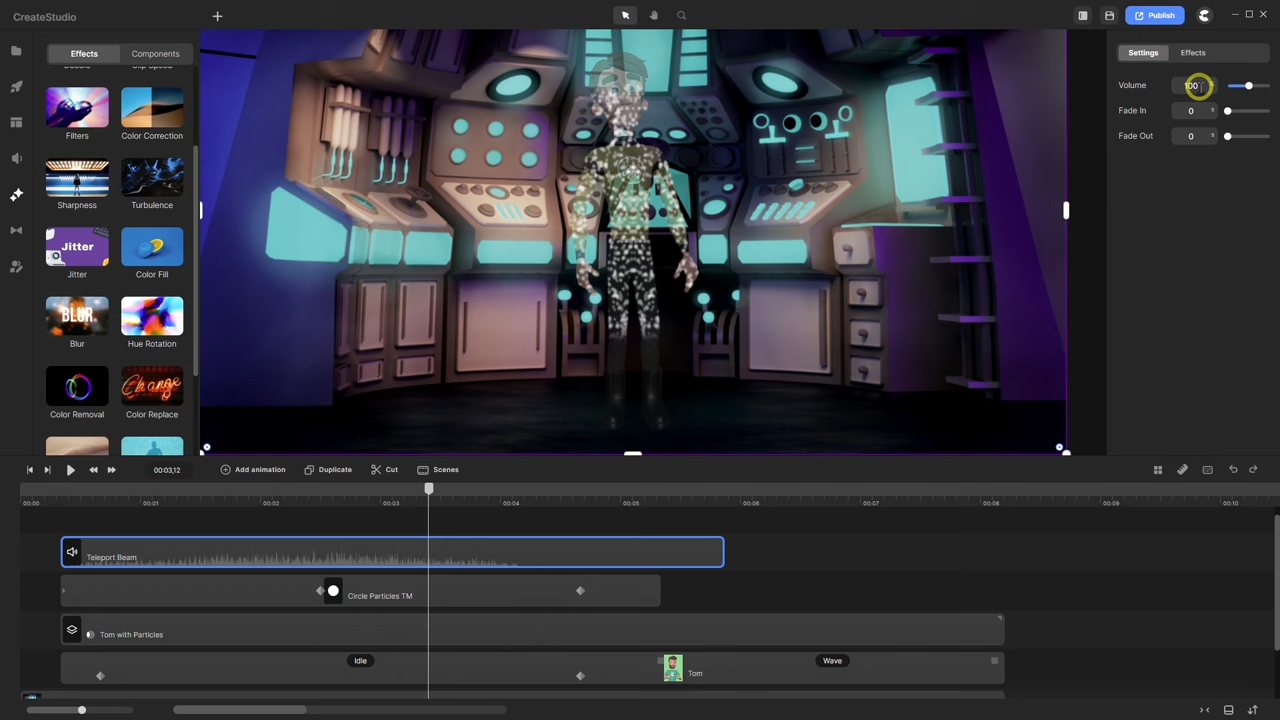 CreateStudio
Publish
Effects
Components
Settings
Effects
Volume
100
Fade In
0
s
Fade Out
0
s
Filters
Color Correction
Sharpness
Turbulence
Jitter
Jitter
Color Fill
BLUR
Blur
Hue Rotation
Change
Color Removal
Color Replace
00:03,12
Add animation
Duplicate
Cut
Scenes
00:00
00:01
00:02
00:03
00:04
00:05
00:06
00:07
00:08
00:09
00:10
Teleport Beam
Circle Particles TM
Tom with Particles
Idle
Wave
Tom